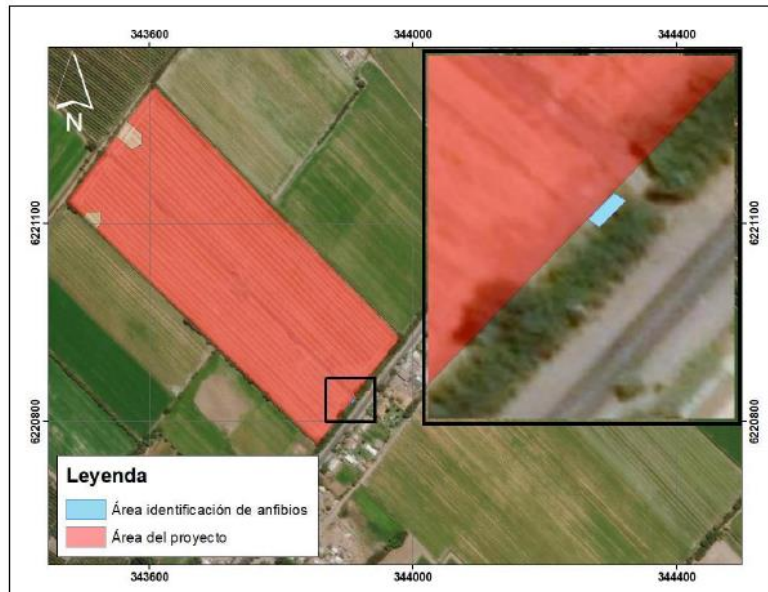 343600 344000 344400
N
6221100 6221100
6220800 6220800
Leyenda
Área identificación de anfibios
Área del proyecto
343600 344000 344400